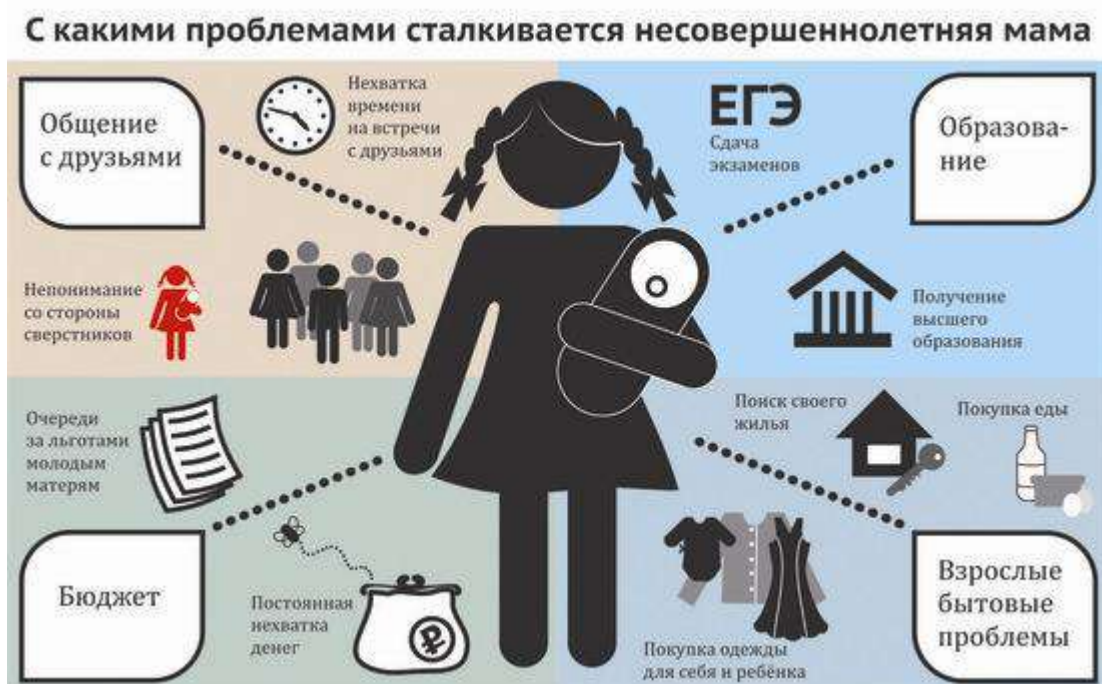 С какими проблемами сталкивается несовершеннолетняя мама
Общение
с друзьями
Нехватка
времени
на встречи
с друзьями
ЕГЭ
Сдача
экзаменов
Образова-
ние
Непонимание
со стороны
сверстников
Получение
высшего
образования
Очереди
за льготами
молодым
матерям
Поиск своего
жилья
Покупка еды
Бюджет
Постоянная
нехватка
денег
Покупка одежды
для себя и ребёнка
Взрослые
бытовые
проблемы